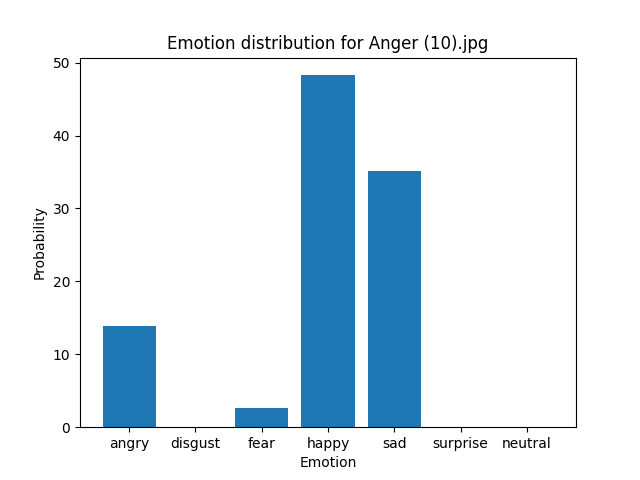 Emotion distribution for Anger (10).jpg
50
40
30
20
10
0
Probability
angry disgust fear happy sad surprise neutral
Emotion